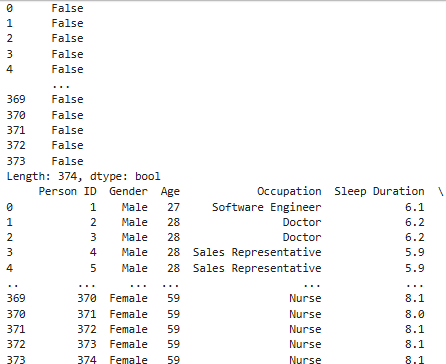 0 False
1 False
2 False
3 False
4 False
...
369 False
370 False
371 False
372 False
373 False
Length: 374, dtype: bool
Person ID Gender Age Occupation Sleep Duration \
0 1 Male 27 Software Engineer 6.1
1 2 Male 28 Doctor 6.2
2 3 Male 28 Doctor 6.2
3 4 Male 28 Sales Representative 5.9
4 5 Male 28 Sales Representative 5.9
.. ... ... ... ... ...
369 370 Female 59 Nurse 8.1
370 371 Female 59 Nurse 8.0
371 372 Female 59 Nurse 8.1
372 373 Female 59 Nurse 8.1
373 374 Female 59 Nurse 8.1